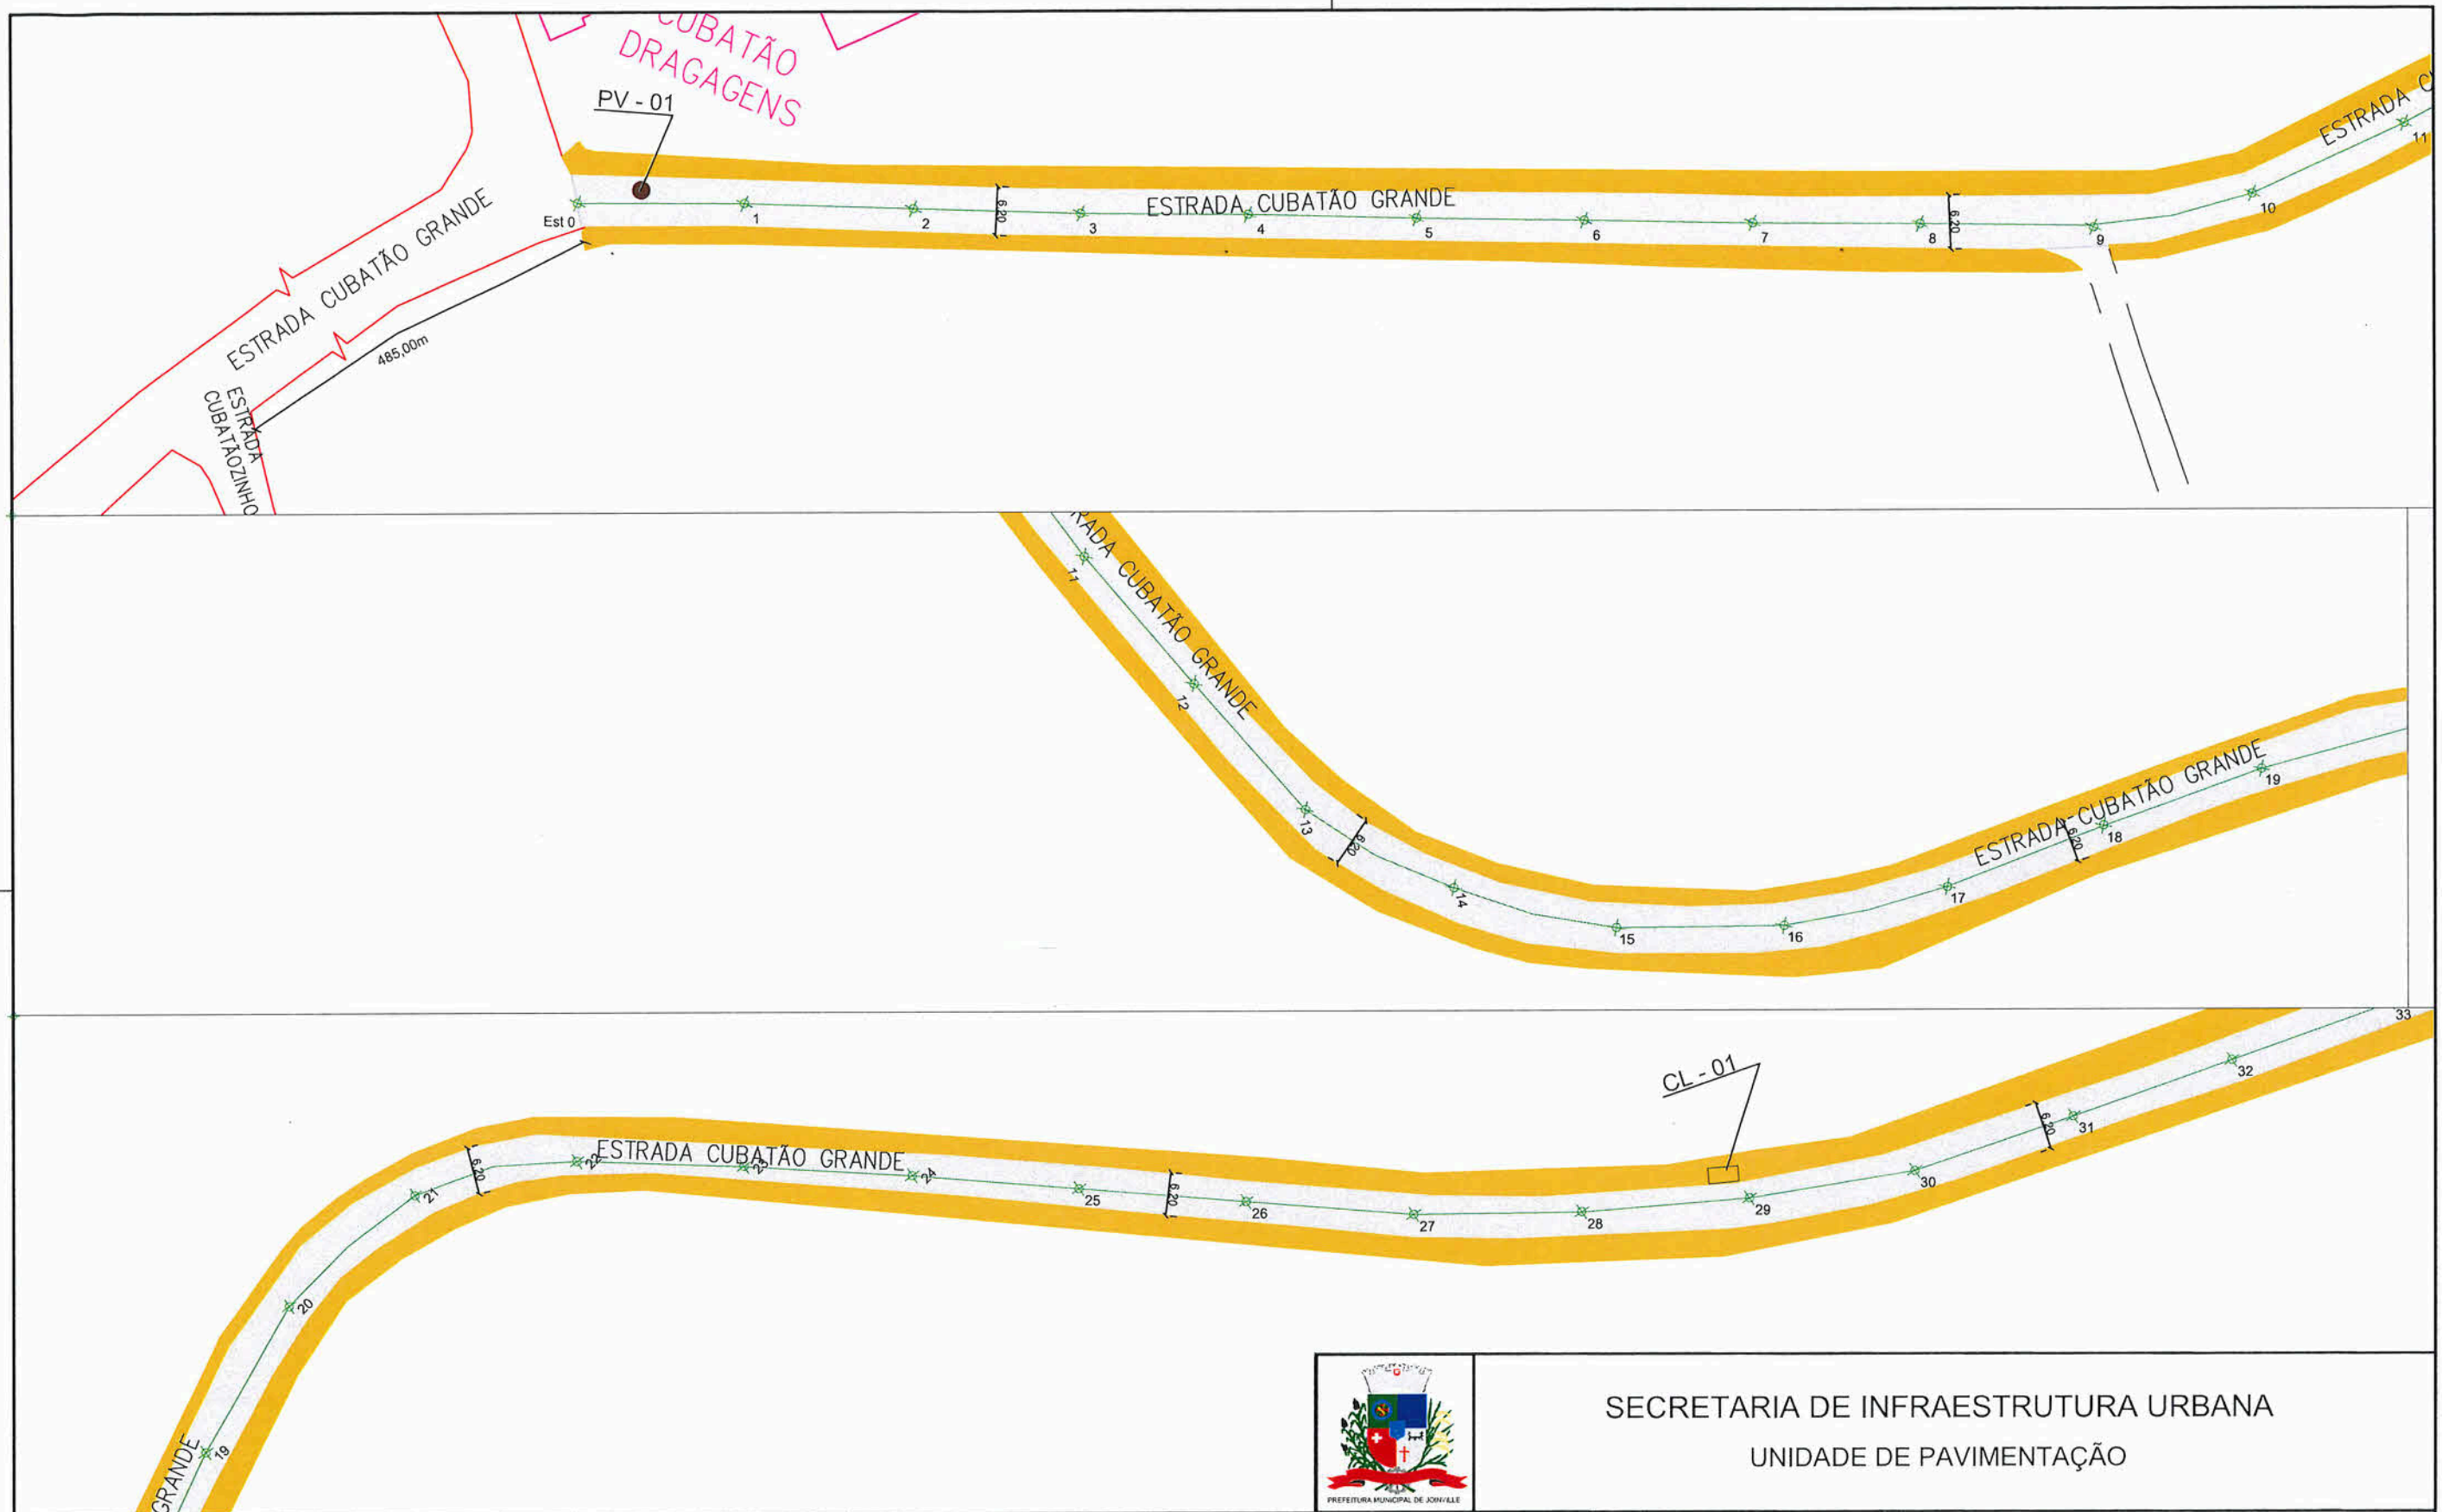 CUBATÃO
DRAGAGENS
PV - 01
ESTRADA CUBATÃO GRANDE
485,00m
ESTRADA
CUBATÃOZINHO
Est 0
1
2
6.20
3
ESTRADA CUBATÃO GRANDE
4
5
6
7
8
6.20
9
10
ESTRADA
11
RADA CUBATÃO GRANDE
11
12
13
6.20
14
15
16
17
ESTRADA CUBATÃO GRANDE
6.20
18
19
GRANDE
19
20
21
6.20
22
ESTRADA CUBATÃO GRANDE
23
24
25
6.20
26
27
28
CL - 01
29
30
6.20
31
32
33
PREFEITURA MUNICIPAL DE JOINVILLE
SECRETARIA DE INFRAESTRUTURA URBANA
UNIDADE DE PAVIMENTAÇÃO